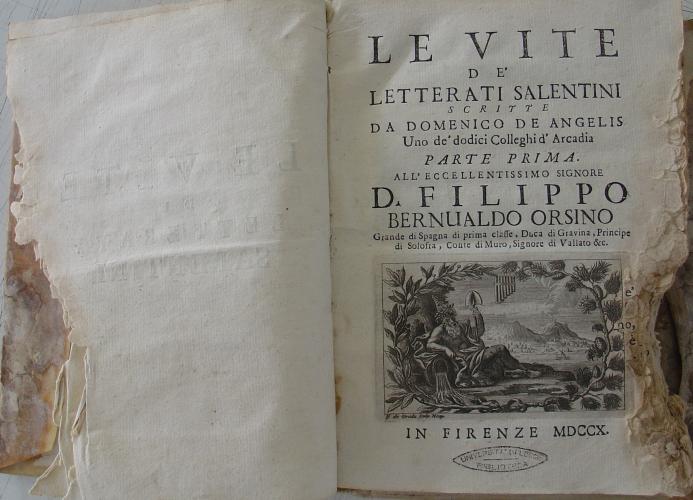 LE VITE
DE'
LETTERATI SALENTINI
SCRITTE
DA DOMENICO DE ANGELIS
Uno de' dodici Colleghi d' Arcadia
PARTE PRIMA.
ALL' ECCELLENTISSIMO SIGNORE
D. FILIPPO
BERNUALDO ORSINO
Grande di Spagna di prima classe, Duca di Gravina, Principe
di Solofra, Conte di Muro, Signore di Vallato &c.
IN FIRENZE MDCCX.